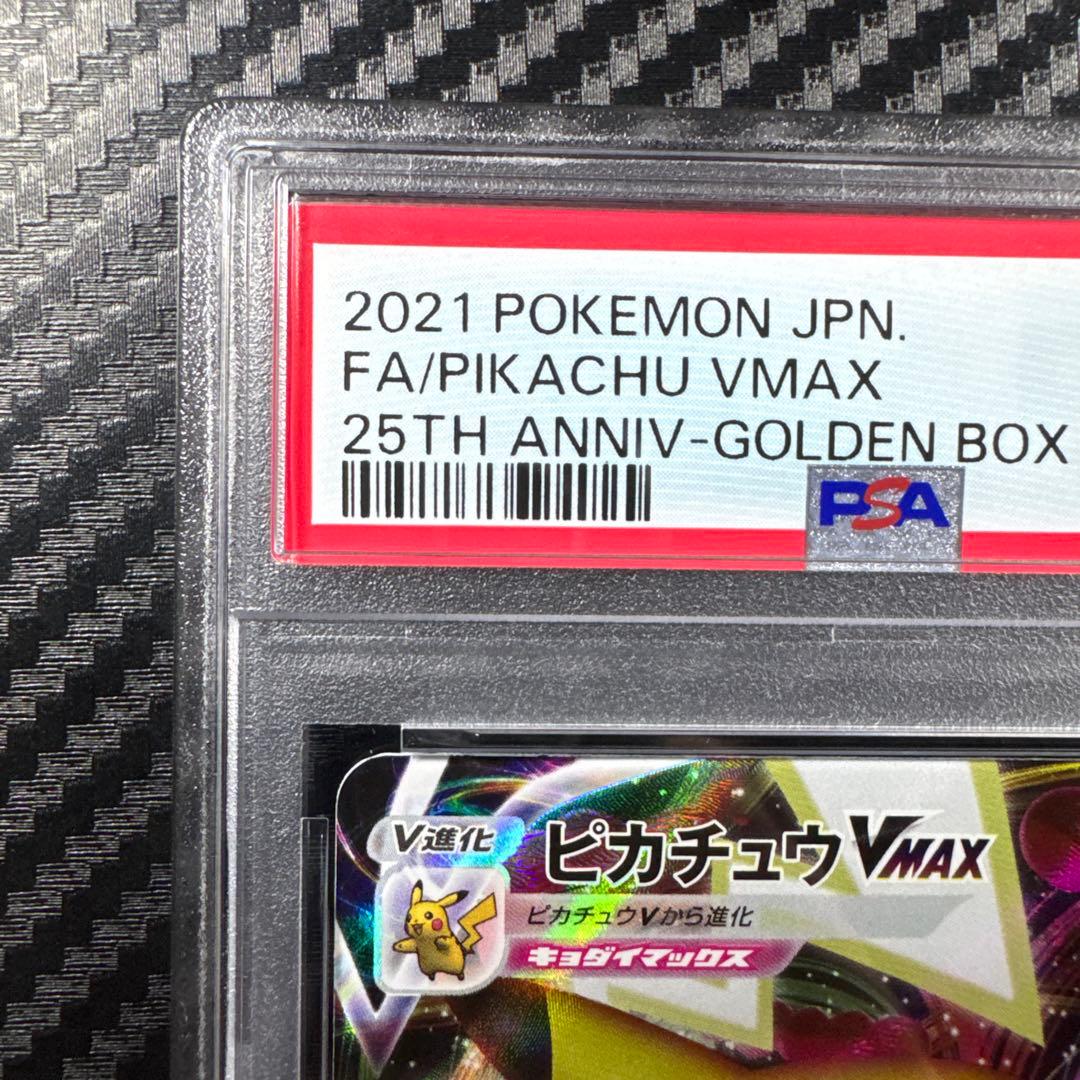 2021 POKEMON JPN.
FA/PIKACHU VMAX
25TH ANNIV-GOLDEN BOX
PSA
V進化
ピカチュウVMAX
ピカチュウVから進化
キョダイマックス